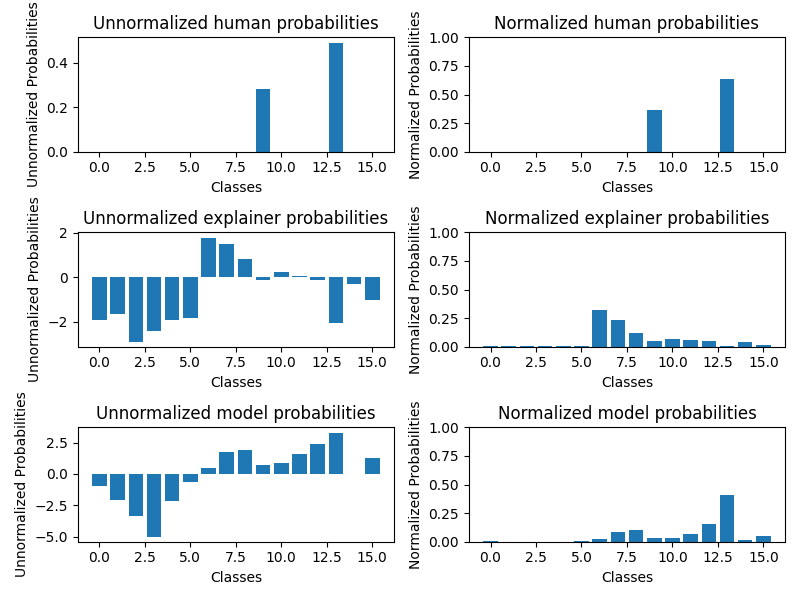 Unnormalized human probabilities
Unnormalized Probabilities
0.4
0.2
0.0
0.0 2.5 5.0 7.5 10.0 12.5 15.0
Classes
Normalized human probabilities
Normalized Probabilities
1.00
0.75
0.50
0.25
0.00
0.0 2.5 5.0 7.5 10.0 12.5 15.0
Classes
Unnormalized explainer probabilities
Unnormalized Probabilities
2
0
−2
0.0 2.5 5.0 7.5 10.0 12.5 15.0
Classes
Normalized explainer probabilities
Normalized Probabilities
1.00
0.75
0.50
0.25
0.00
0.0 2.5 5.0 7.5 10.0 12.5 15.0
Classes
Unnormalized model probabilities
Unnormalized Probabilities
2.5
0.0
−2.5
−5.0
0.0 2.5 5.0 7.5 10.0 12.5 15.0
Classes
Normalized model probabilities
Normalized Probabilities
1.00
0.75
0.50
0.25
0.00
0.0 2.5 5.0 7.5 10.0 12.5 15.0
Classes